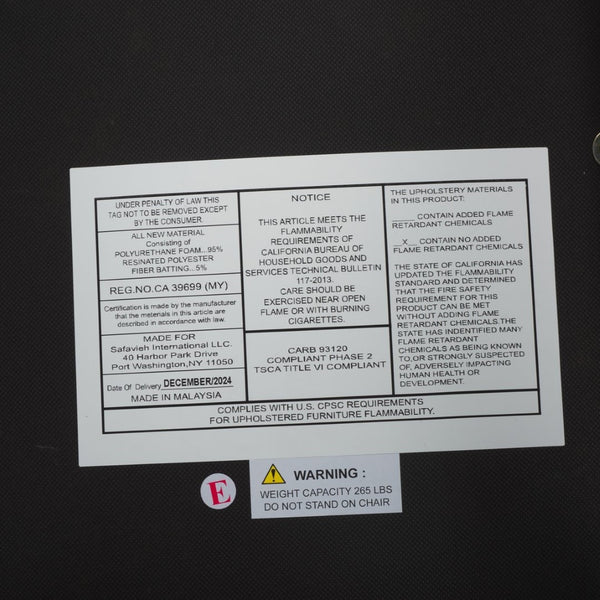 UNDER PENALTY OF LAW THIS
TAG NOT TO BE REMOVED EXCEPT
BY THE CONSUMER.
ALL NEW MATERIAL
Consisting of
POLYURETHANE FOAM...95%
RESINATED POLYESTER
FIBER BATTING...5%
REG.NO.CA 39699 (MY)
Certification is made by the manufacturer
that the meterials in this article are
described in accordance with law.
MADE FOR
Safavieh International LLC.
40 Harbor Park Drive
Port Washington,NY 11050
Date Of Delivery DECEMBER/2024
MADE IN MALAYSIA
NOTICE
THIS ARTICLE MEETS THE
FLAMMABILITY
REQUIREMENTS OF
CALIFORNIA BUREAU OF
HOUSEHOLD GOODS AND
SERVICES TECHNICAL BULLETIN
117-2013.
CARE SHOULD BE
EXERCISED NEAR OPEN
FLAME OR WITH BURNING
CIGARETTES.
CARB 93120
COMPLIANT PHASE 2
TSCA TITLE VI COMPLIANT
THE UPHOLSTERY MATERIALS
IN THIS PRODUCT:
____ CONTAIN ADDED FLAME
RETARDANT CHEMICALS
__X__ CONTAIN NO ADDED
FLAME RETARDANT CHEMICALS
THE STATE OF CALIFORNIA HAS
UPDATED THE FLAMMABILITY
STANDARD AND DETERMINED
THAT THE FIRE SAFETY
REQUIREMENT FOR THIS
PRODUCT CAN BE MET
WITHOUT ADDING FLAME
RETARDANT CHEMICALS.THE
STATE HAS INDENTIFIED MANY
FLAME RETARDANT
CHEMICALS AS BEING KNOWN
TO,OR STRONGLY SUSPECTED
OF, ADVERSELY IMPACTING
HUMAN HEALTH OR
DEVELOPMENT.
COMPLIES WITH U.S. CPSC REQUIREMENTS
FOR UPHOLSTERED FURNITURE FLAMMABILITY.
E
WARNING :
WEIGHT CAPACITY 265 LBS
DO NOT STAND ON CHAIR